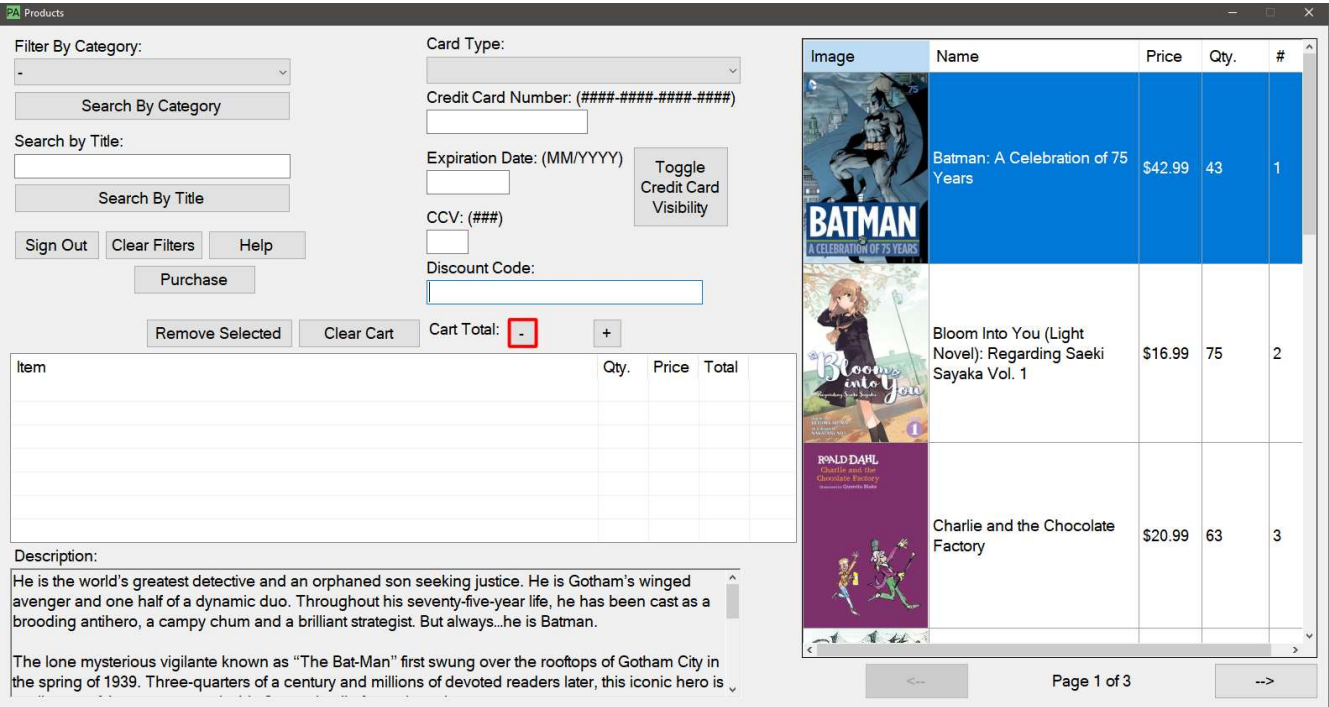 PA Products
Filter By Category:
-
Search By Category
Search by Title:
Search By Title
Sign Out Clear Filters Help
Purchase
Card Type:
Credit Card Number: (####-####-####-####)
Expiration Date: (MM/YYYY)
Toggle
Credit Card
Visibility
CCV: (###)
Discount Code:
Remove Selected Clear Cart Cart Total: - +
Item Qty. Price Total
Description:
He is the world’s greatest detective and an orphaned son seeking justice. He is Gotham’s winged
avenger and one half of a dynamic duo. Throughout his seventy-five-year life, he has been cast as a
brooding antihero, a campy chum and a brilliant strategist. But always...he is Batman.
The lone mysterious vigilante known as “The Bat-Man” first swung over the rooftops of Gotham City in
the spring of 1939. Three-quarters of a century and millions of devoted readers later, this iconic hero is
Image Name Price Qty. #
75
BATMAN
A CELEBRATION OF 75 YEARS
Batman: A Celebration of 75
Years
$42.99 43 1
Bloom
into You
Regarding Saeki Sayaka
1
Bloom Into You (Light
Novel): Regarding Saeki
Sayaka Vol. 1
$16.99 75 2
ROALD DAHL
Charlie and the
Chocolate Factory
Charlie and the Chocolate
Factory
$20.99 63 3
<-- Page 1 of 3 -->